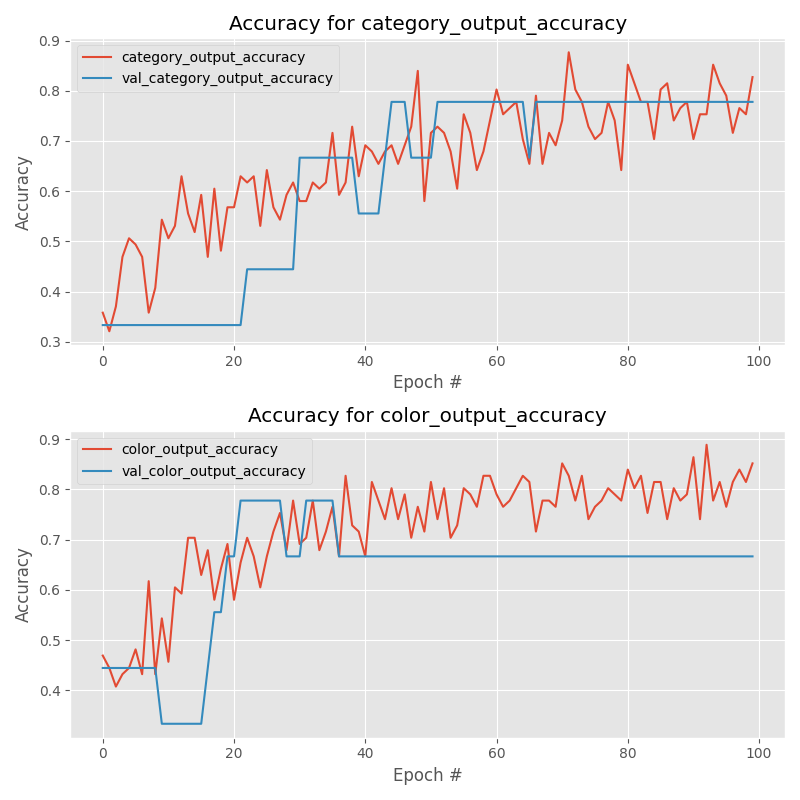 Accuracy for category_output_accuracy
category_output_accuracy
val_category_output_accuracy
Accuracy
0.9
0.8
0.7
0.6
0.5
0.4
0.3
0 20 40 60 80 100
Epoch #
Accuracy for color_output_accuracy
color_output_accuracy
val_color_output_accuracy
Accuracy
0.9
0.8
0.7
0.6
0.5
0.4
0 20 40 60 80 100
Epoch #